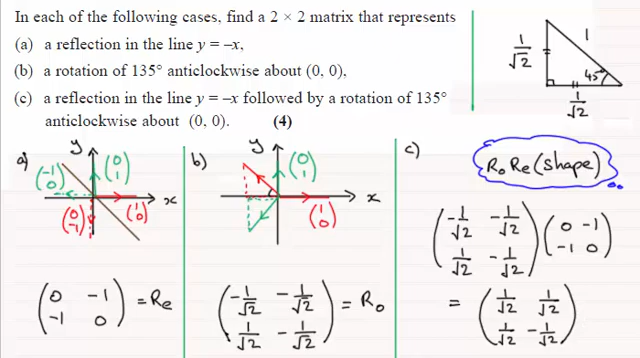 In each of the following cases, find a 2 × 2 matrix that represents
(a) a reflection in the line y = –x,
(b) a rotation of 135° anticlockwise about (0, 0),
(c) a reflection in the line y = –x followed by a rotation of 135°
anticlockwise about (0, 0). (4)
1/√2 1 45°
1/√2
a) y x
(-1 0) (0 1)
(0 -1) (1 0)
(0 -1
-1 0) = Re
b) y x
(0 1)
(1 0)
(-1/√2 -1/√2
1/√2 -1/√2) = Ro
c) Ro Re (shape)
(-1/√2 -1/√2 (0 -1
1/√2 -1/√2) -1 0)
= (1/√2 1/√2
1/√2 -1/√2)